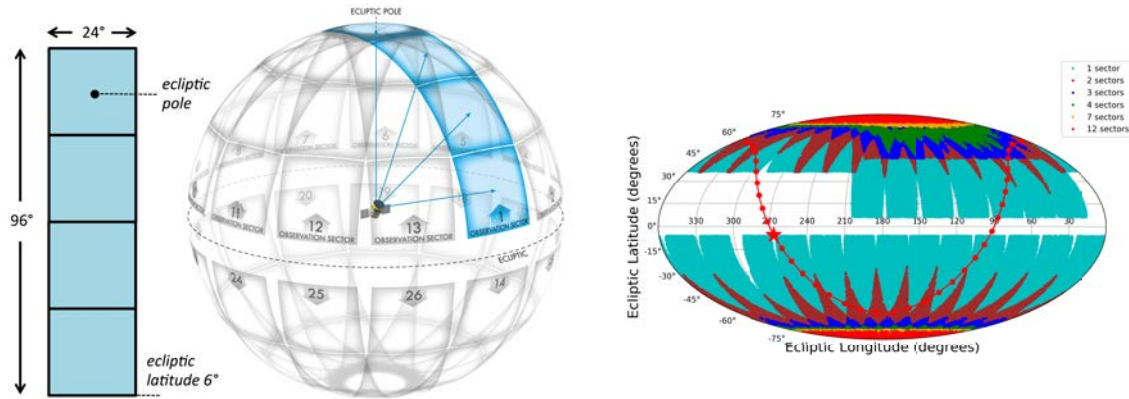 24°
96°
ecliptic
pole
ecliptic
latitude 6°
ECLIPTIC POLE
7
6
5
20
19
11
OBSERVATION SECTOR
12
OBSERVATION SECTOR
13
OBSERVATION SECTOR
1
OBSERVATION SECTOR
ECLIPTIC
24
25
26
14
1 sector
2 sectors
3 sectors
4 sectors
7 sectors
12 sectors
75°
60°
45°
30°
15°
0°
-15°
-30°
-45°
-60°
-75°
330 300 270 240 210 180 150 120 90 60 30
Ecliptic Latitude (degrees)
Ecliptic Longitude (degrees)